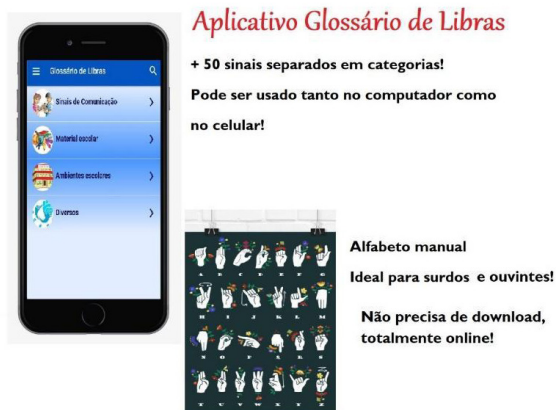 Aplicativo Glossário de Libras
+ 50 sinais separados em categorias!
Pode ser usado tanto no computador como
no celular!
Glossário de Libras
Sinais de Comunicação
Material escolar
Ambientes escolares
Diversos
Alfabeto manual
Ideal para surdos e ouvintes!
Não precisa de download,
totalmente online!
A B C D E F G
H I J K L M
N O P Q R S
T U V W X Y Z